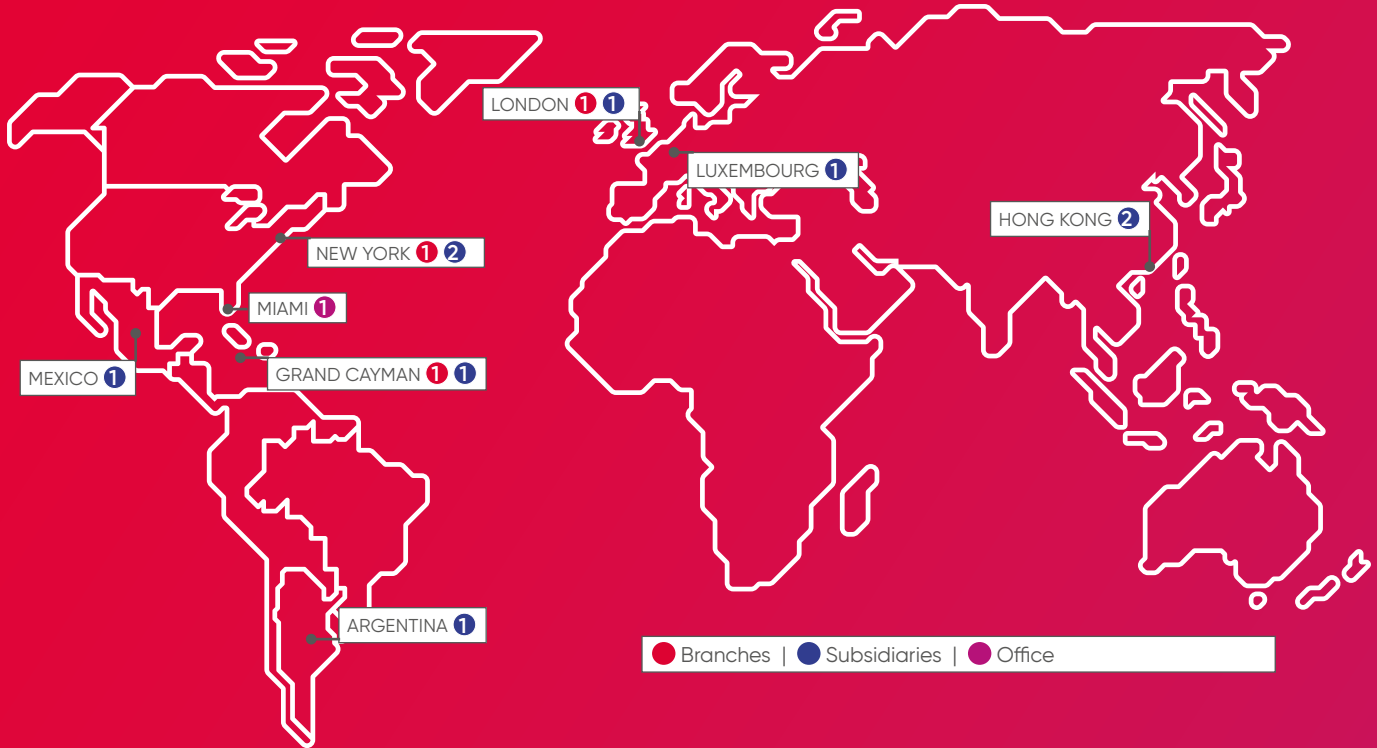 LONDON 1 1
LUXEMBOURG 1
HONG KONG 2
NEW YORK 1 2
MIAMI 1
MEXICO 1
GRAND CAYMAN 1 1
ARGENTINA 1
Branches | Subsidiaries | Office